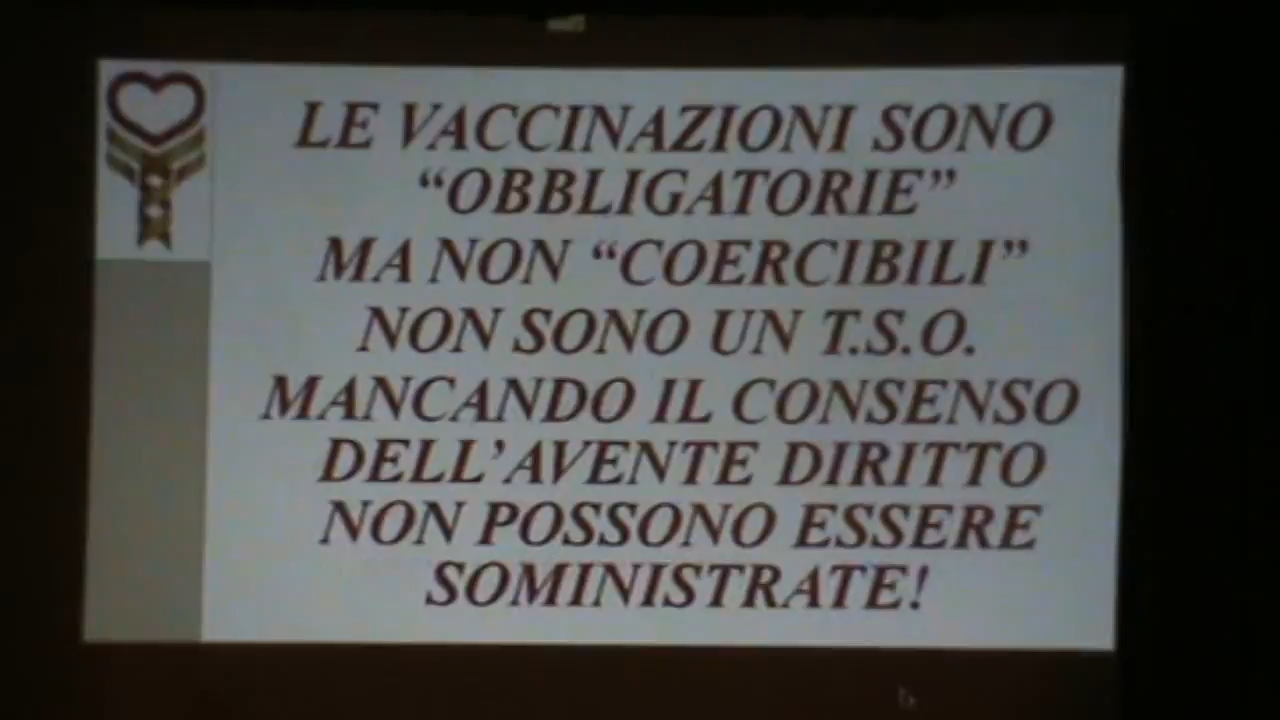 LE VACCINAZIONI SONO
“OBBLIGATORIE”
MA NON “COERCIBILI”
NON SONO UN T.S.O.
MANCANDO IL CONSENSO
DELL’AVENTE DIRITTO
NON POSSONO ESSERE
SOMINISTRATE!